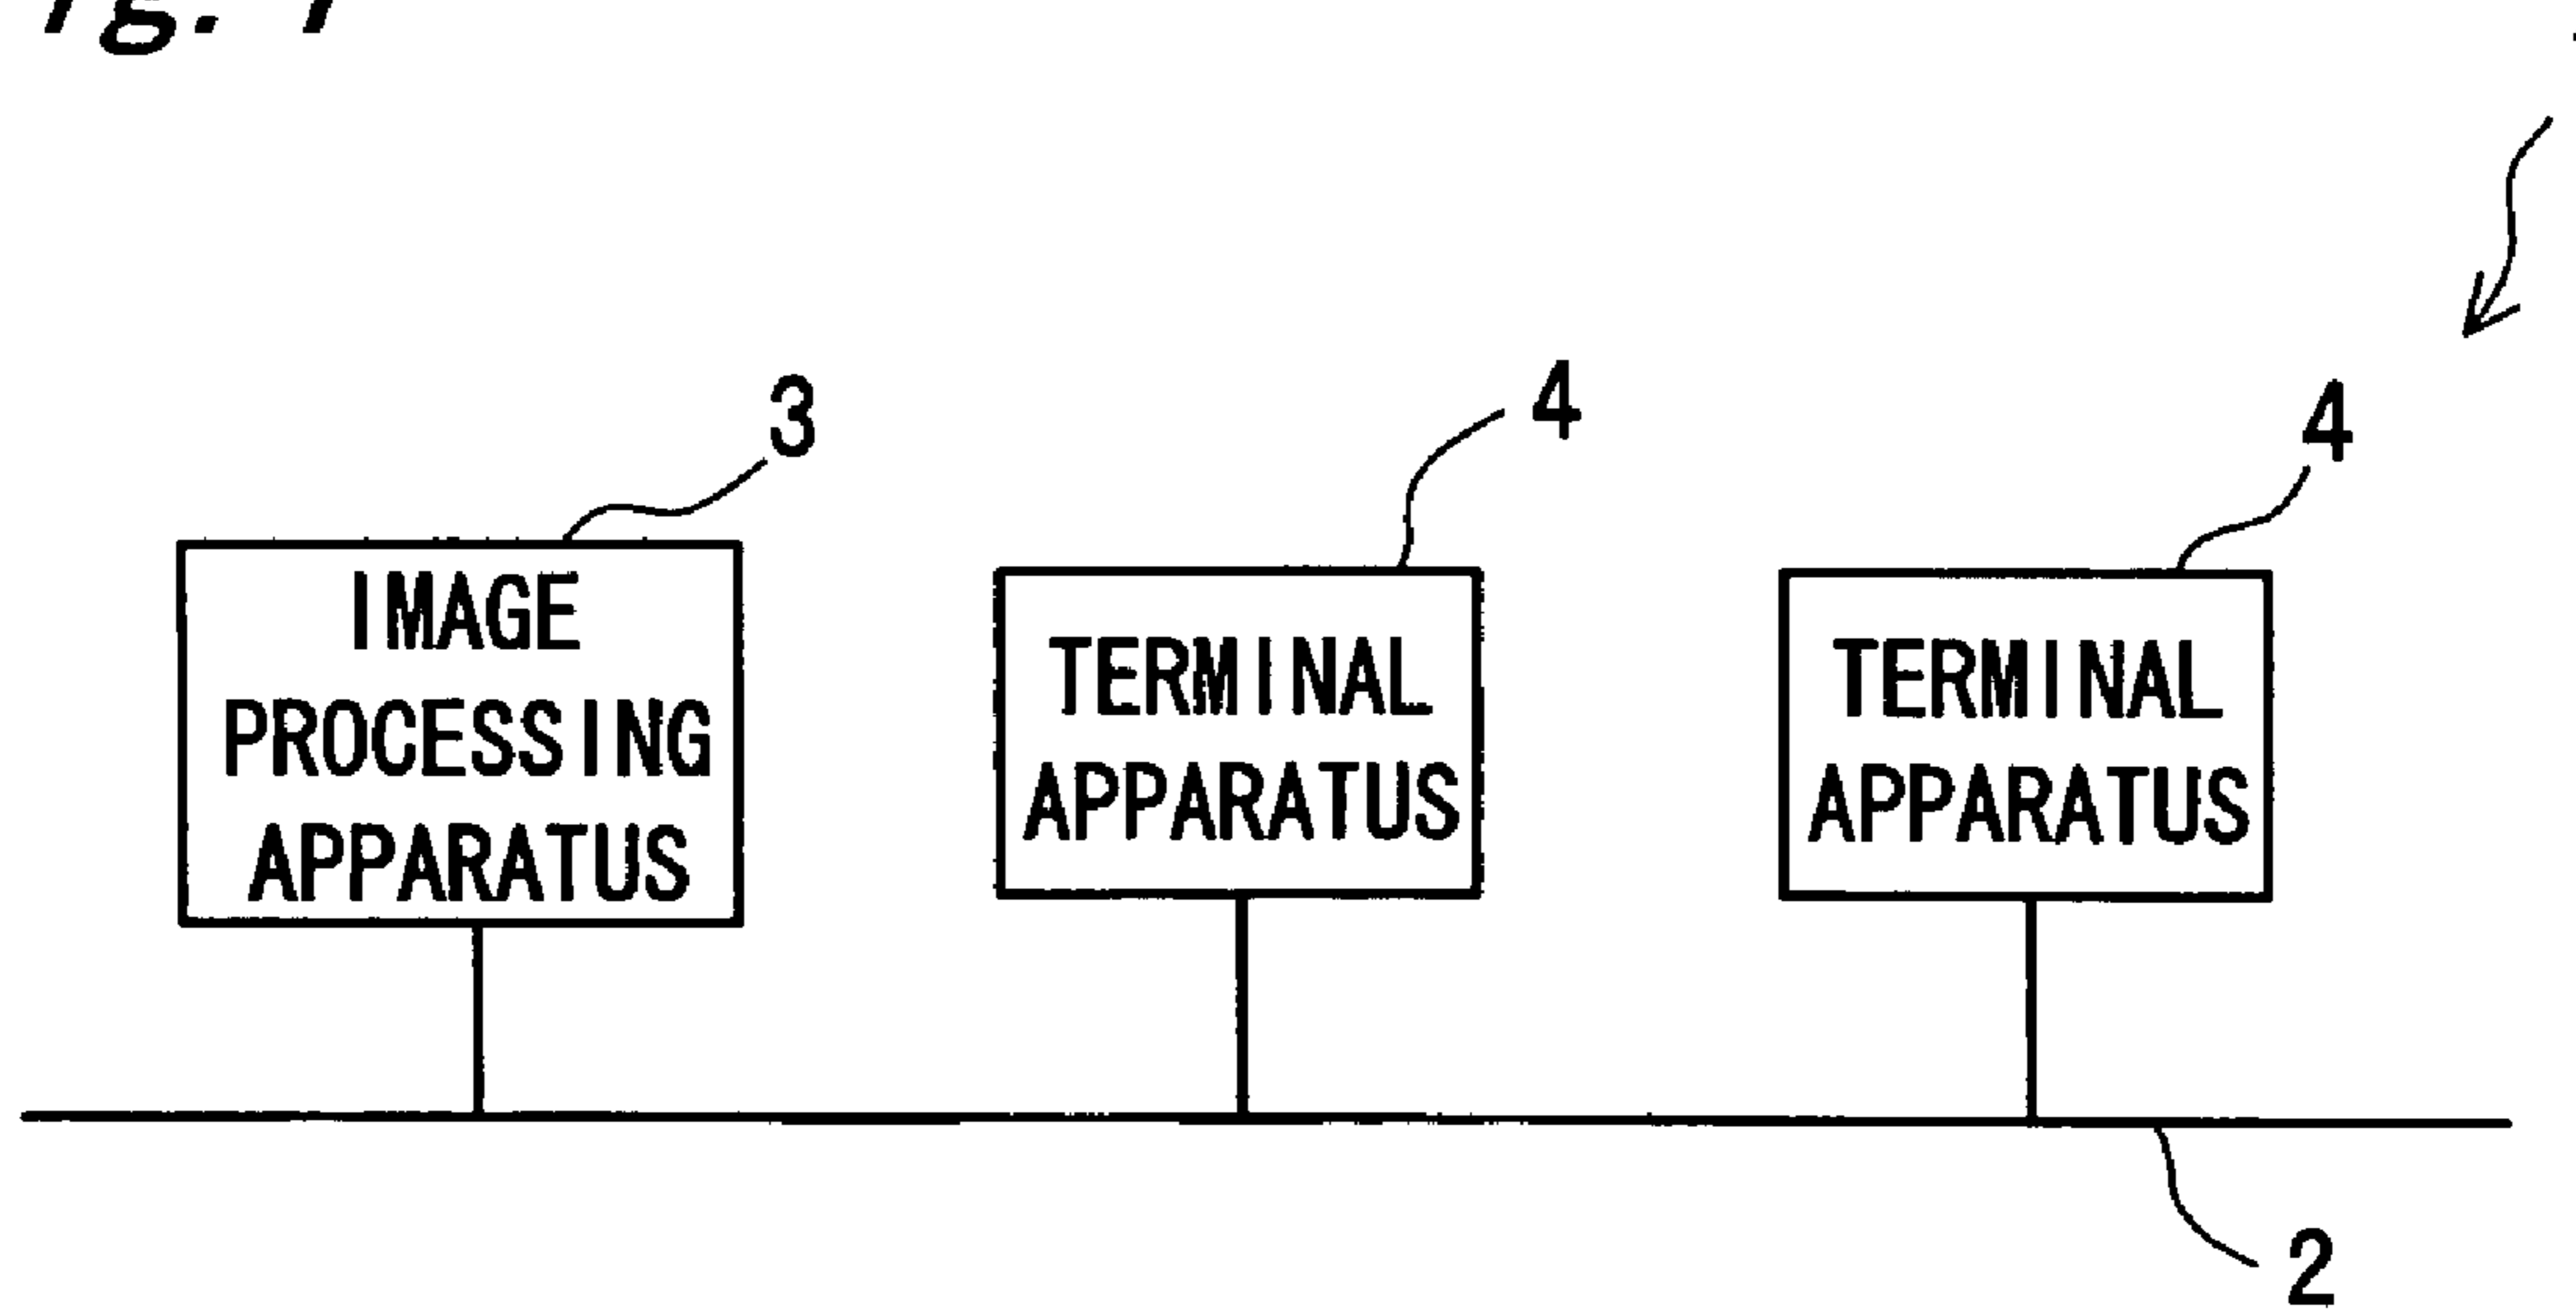 3
4
4
IMAGE
PROCESSING
APPARATUS
TERMINAL
APPARATUS
TERMINAL
APPARATUS
2